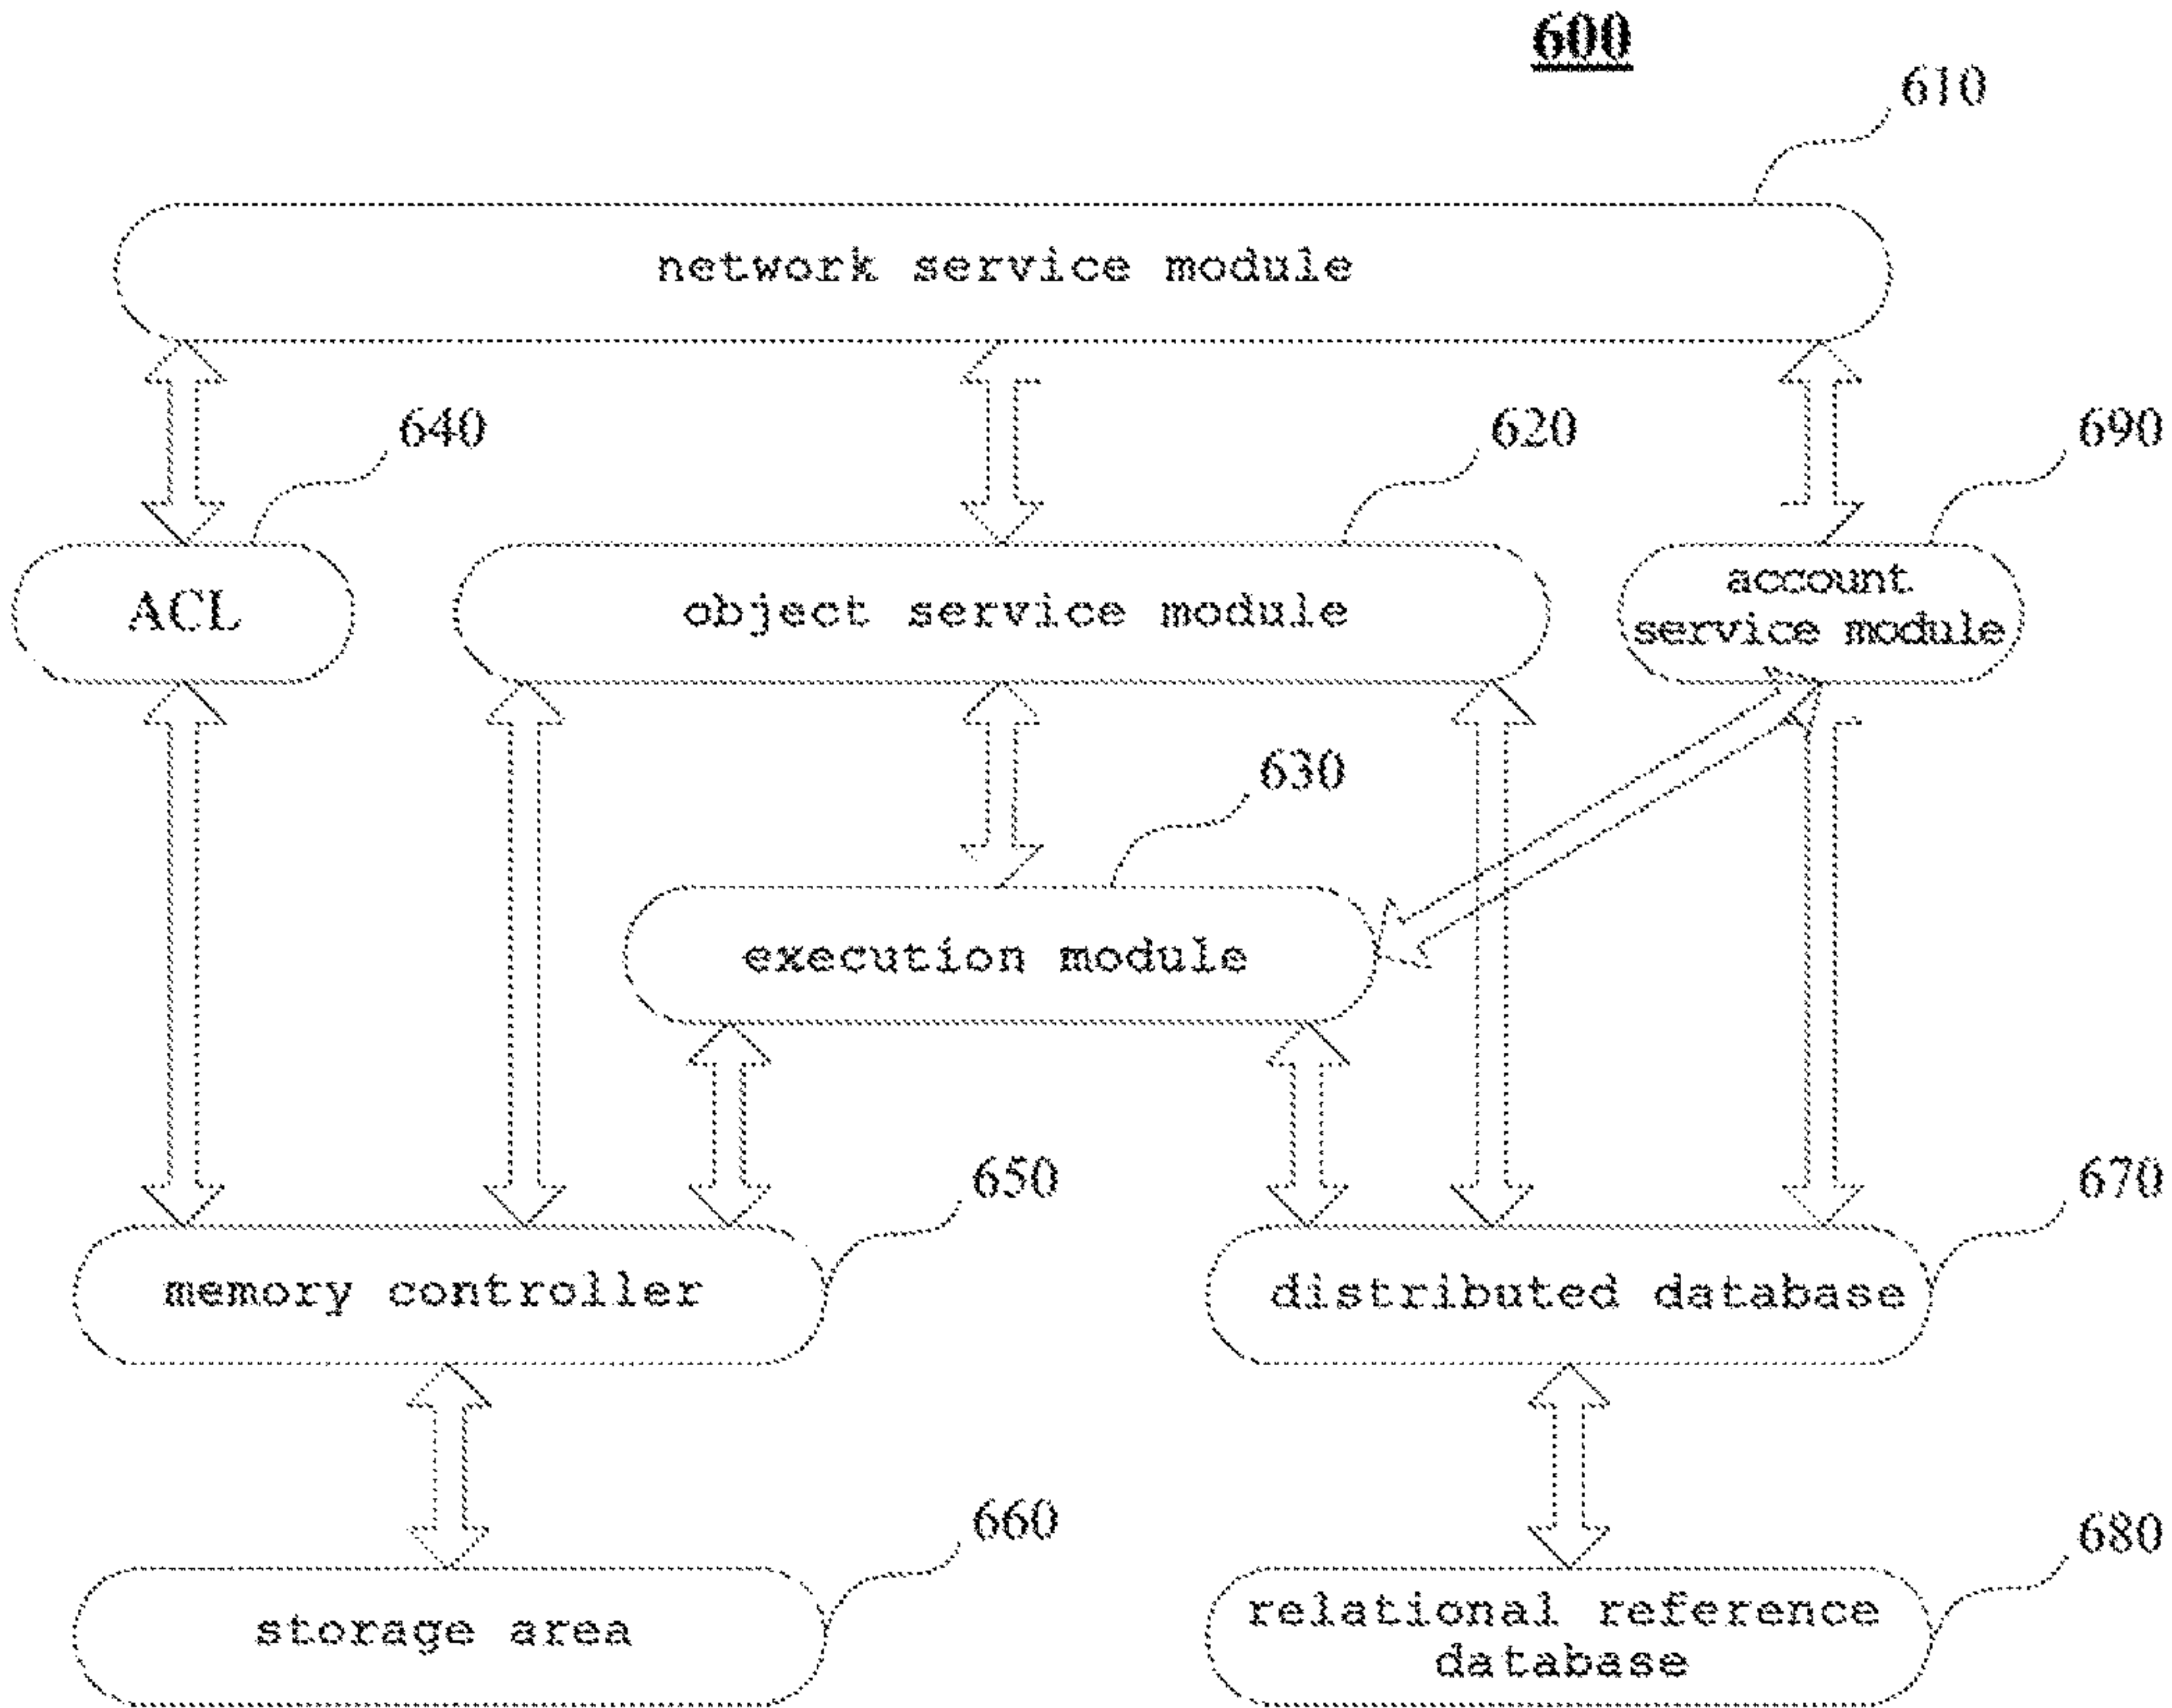 600
610
network service module
640
620
690
ACL
object service module
account
service module
630
execution module
650
670
memory controller
distributed database
660
680
storage area
relational reference
database